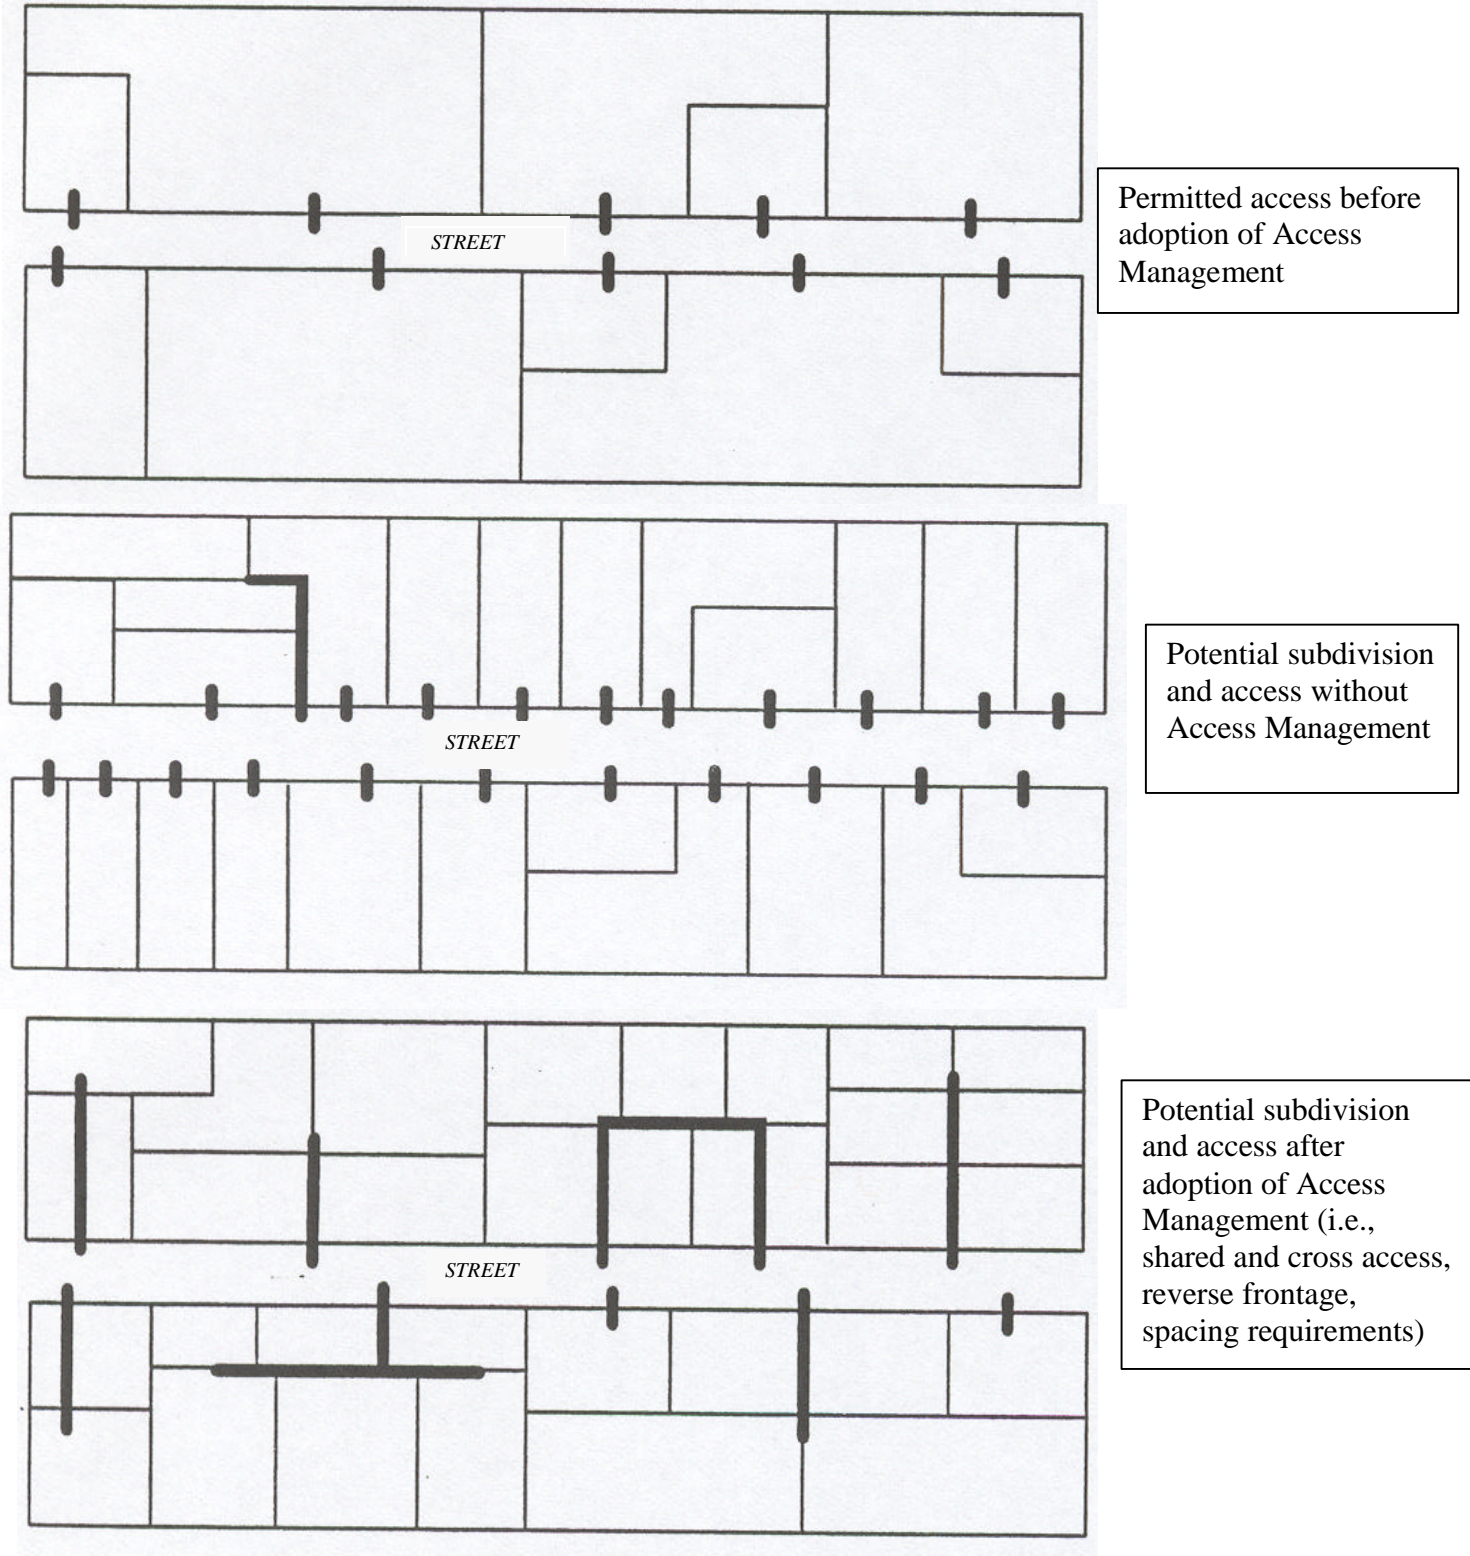 STREET
Permitted access before
adoption of Access
Management
STREET
Potential subdivision
and access without
Access Management
STREET
Potential subdivision
and access after
adoption of Access
Management (i.e.,
shared and cross access,
reverse frontage,
spacing requirements)